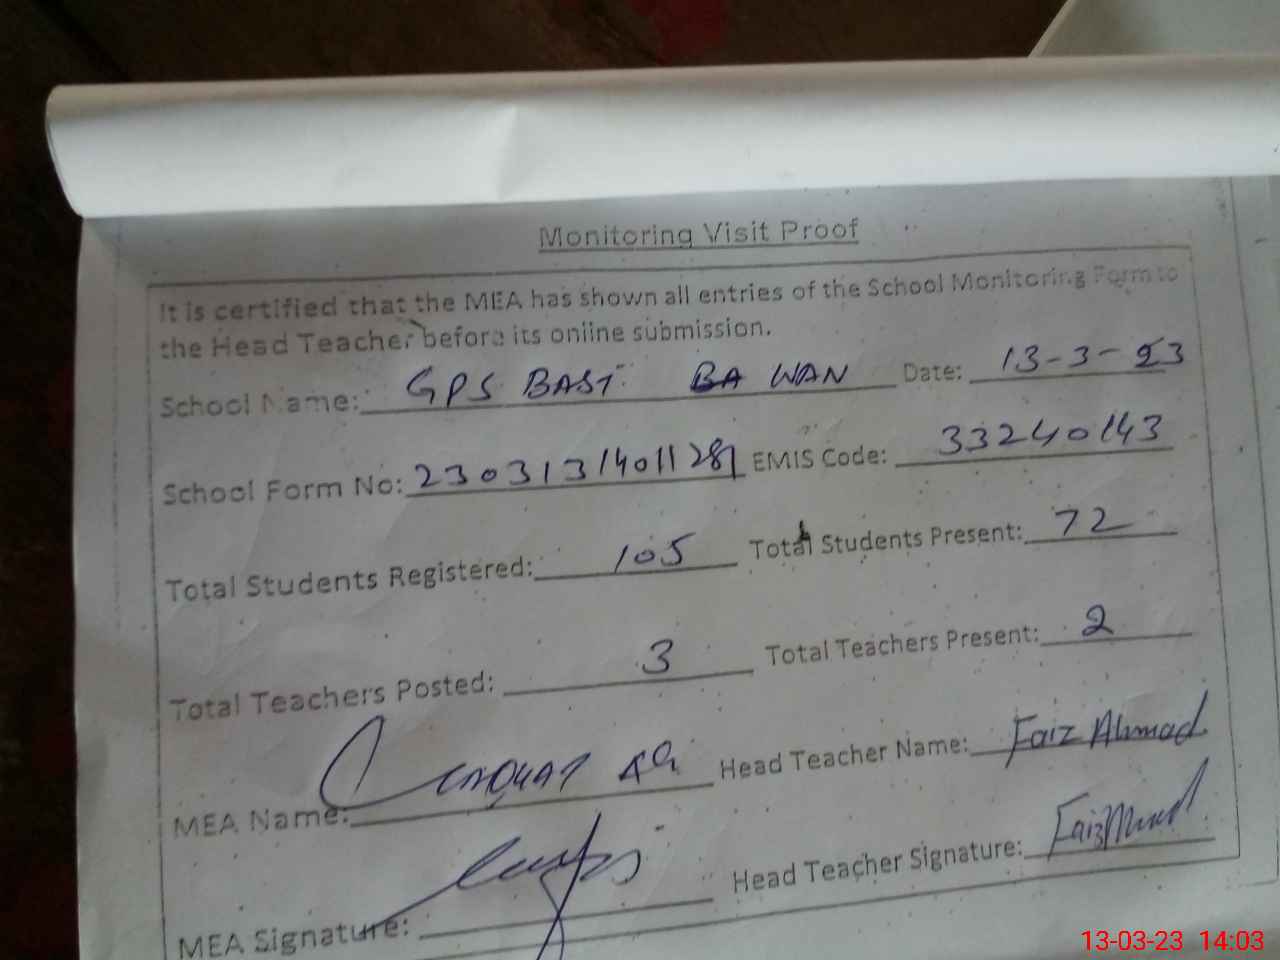 Monitoring Visit Proof
It is certified that the MEA has shown all entries of the School Monitoring Form to
the Head Teacher before its online submission.
School Name: GPS BASTI BA WAN Date: 13-3-23
School Form No: 2303131401128 EMIS Code: 33240143
Total Students Registered: 105 Total Students Present: 72
Total Teachers Posted: 3 Total Teachers Present: 2
MEA Name: Liaquat Ali Head Teacher Name: Faiz Ahmad
MEA Signature: Head Teacher Signature: Faiz Ahmad
13-03-23 14:03